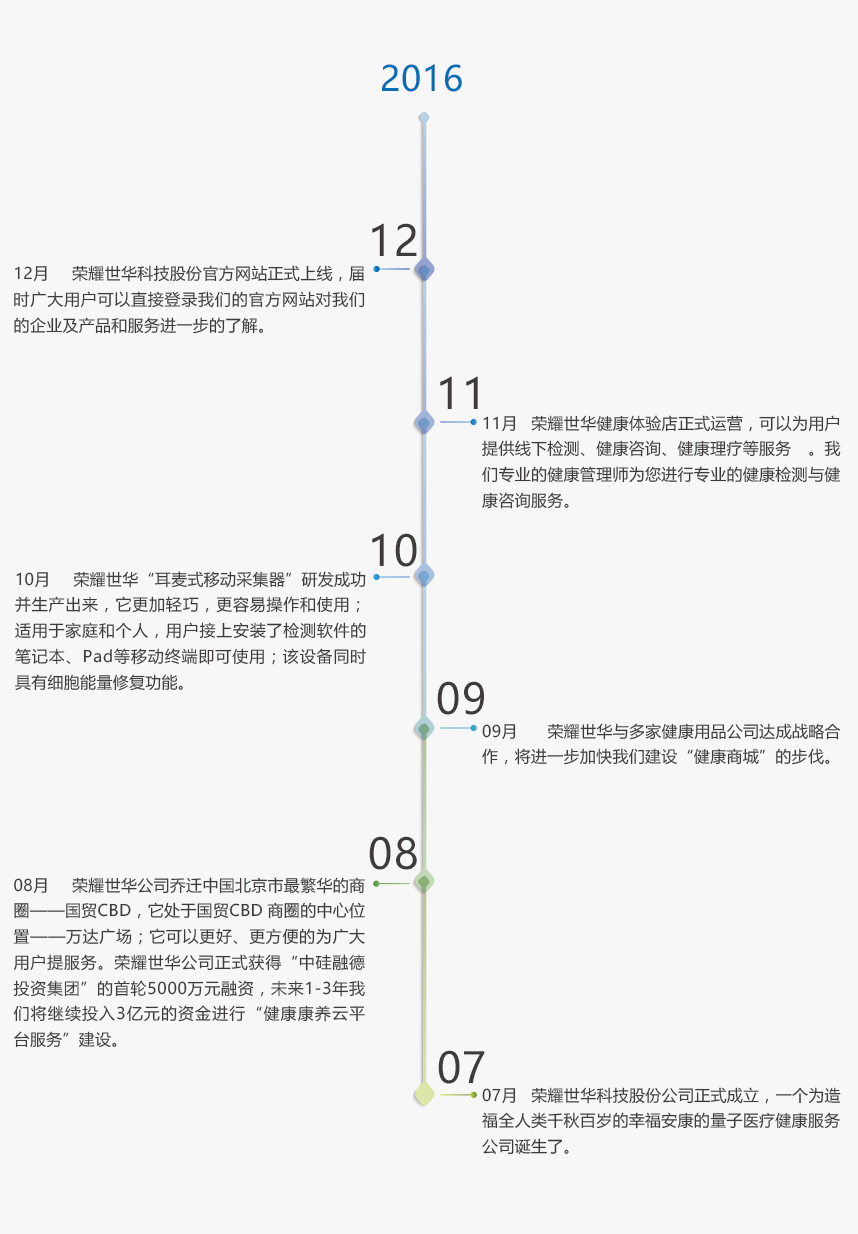 2016
12
12月 荣耀世华科技股份官方网站正式上线，届
时广大用户可以直接登录我们的官方网站对我们
的企业及产品和服务进一步的了解。
11
11月 荣耀世华健康体验店正式运营，可以为用户
提供线下检测、健康咨询、健康理疗等服务 。我
们专业的健康管理师为您进行专业的健康检测与健
康咨询服务。
10
10月 荣耀世华“耳麦式移动采集器”研发成功
并生产出来，它更加轻巧，更容易操作和使用；
适用于家庭和个人，用户接上安装了检测软件的
笔记本、Pad等移动终端即可使用；该设备同时
具有细胞能量修复功能。
09
09月 荣耀世华与多家健康用品公司达成战略合
作，将进一步加快我们建设“健康商城”的步伐。
08
08月 荣耀世华公司乔迁中国北京市最繁华的商
圈——国贸CBD，它处于国贸CBD 商圈的中心位
置——万达广场；它可以更好、更方便的为广大
用户提服务。荣耀世华公司正式获得“中硅融德
投资集团”的首轮5000万元融资，未来1-3年我
们将继续投入3亿元的资金进行“健康康养云平
台服务”建设。
07
07月 荣耀世华科技股份公司正式成立，一个为造
福全人类千秋百岁的幸福安康的量子医疗健康服务
公司诞生了。